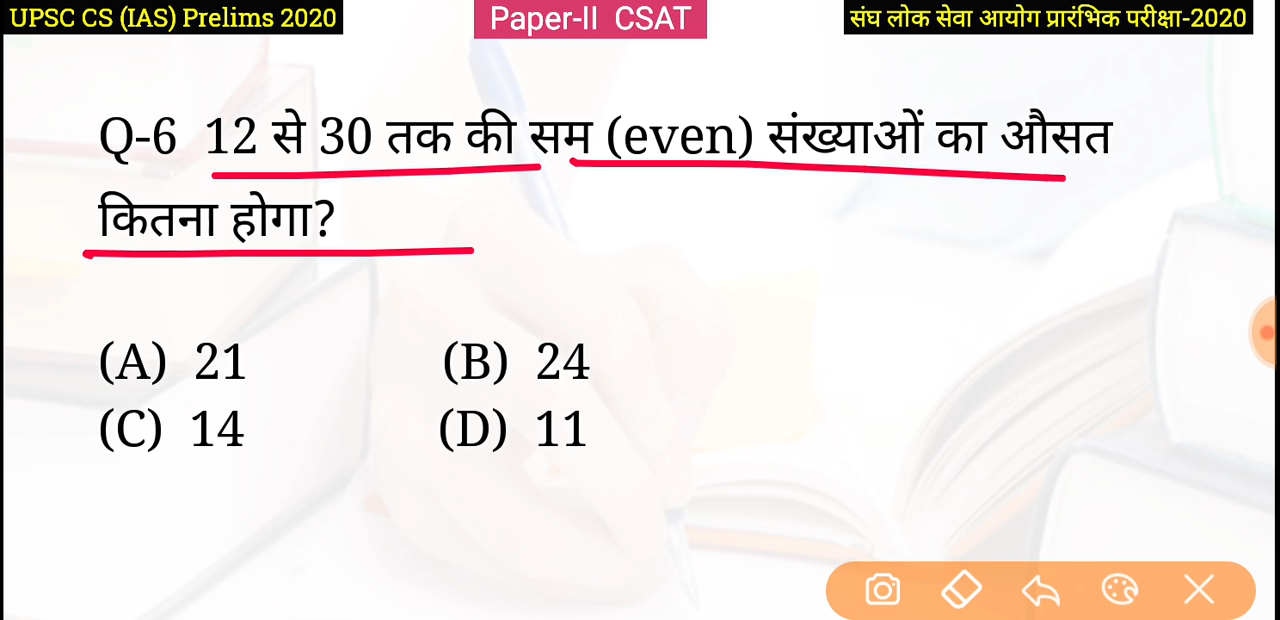 UPSC CS (IAS) Prelims 2020
Paper-II CSAT
संघ लोक सेवा आयोग प्रारंभिक परीक्षा-2020
Q-6 12 से 30 तक की सम (even) संख्याओं का औसत
कितना होगा?
(A) 21 (B) 24
(C) 14 (D) 11